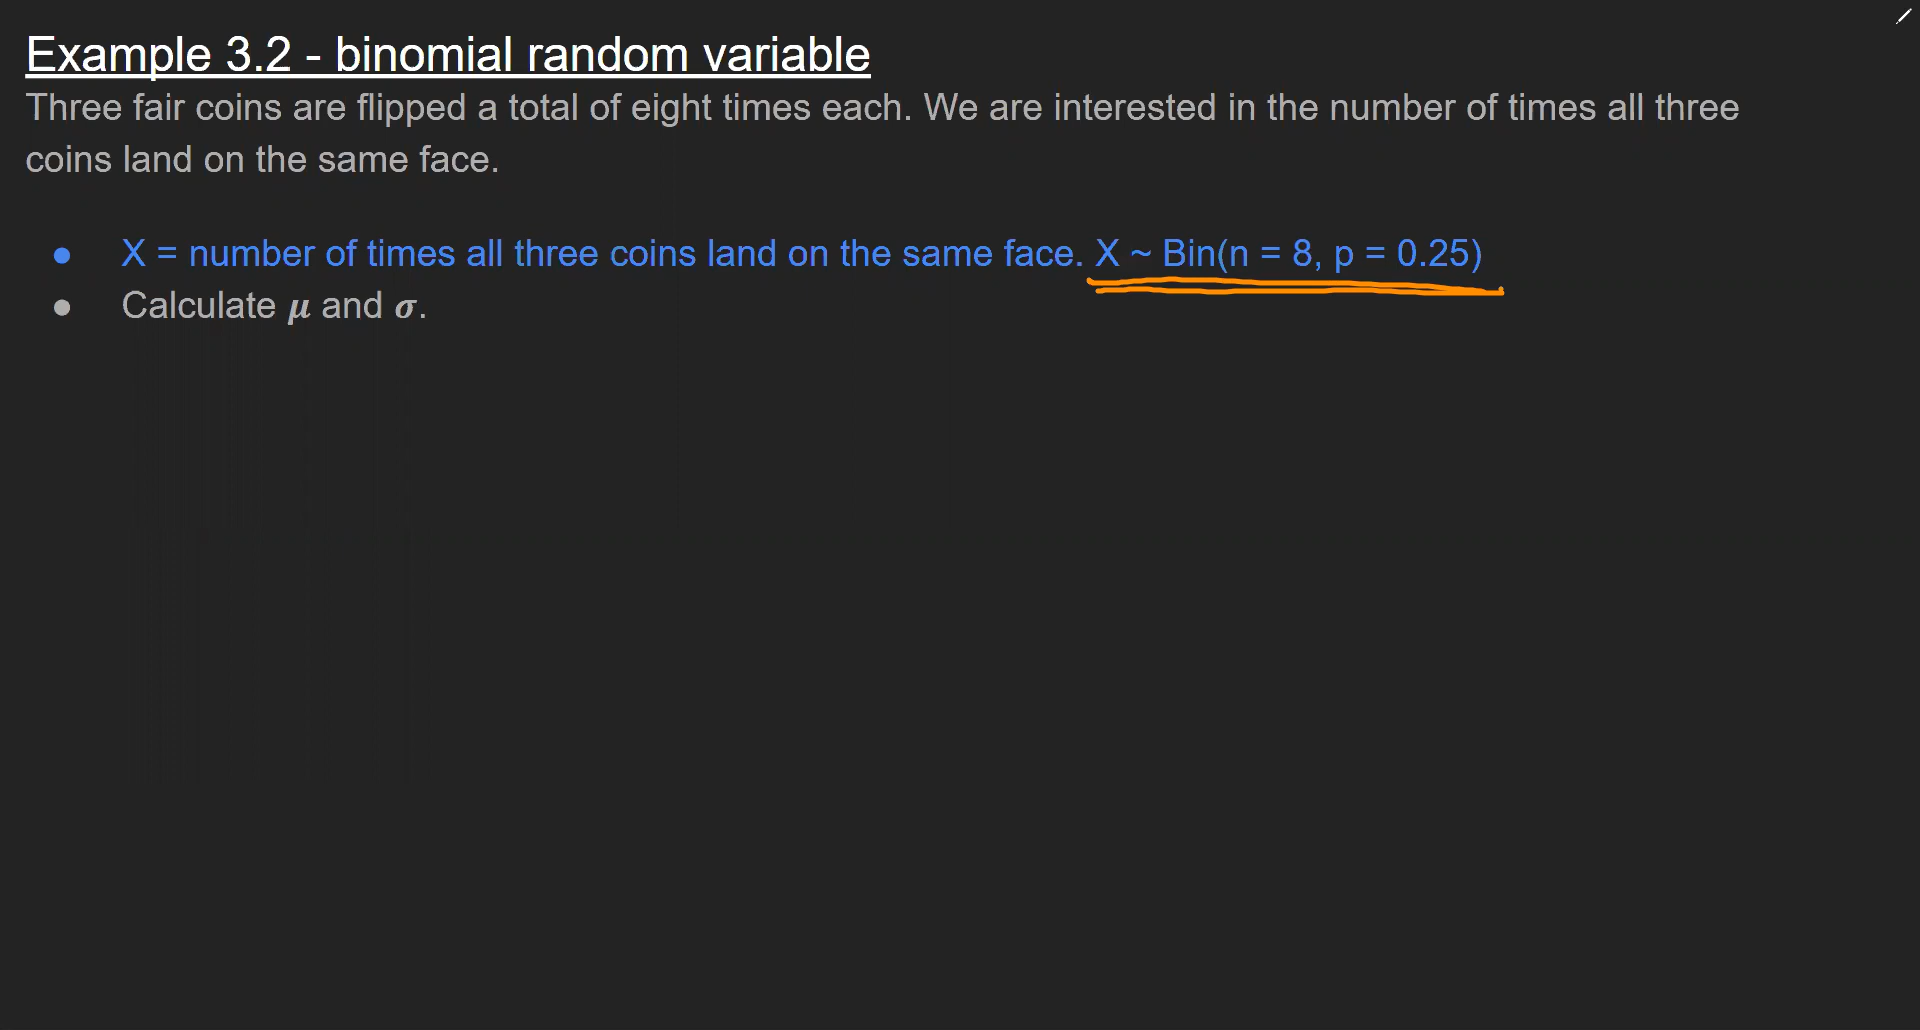 Example 3.2 - binomial random variable
Three fair coins are flipped a total of eight times each. We are interested in the number of times all three
coins land on the same face.
● X = number of times all three coins land on the same face. X ~ Bin(n = 8, p = 0.25)
● Calculate μ and σ.